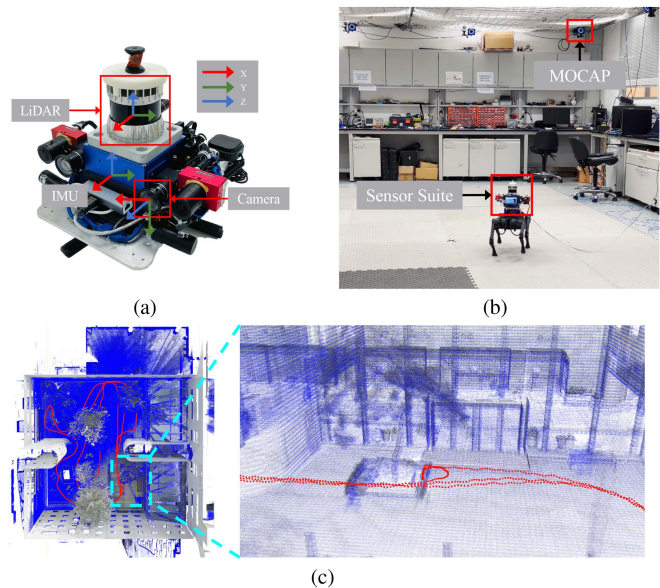 X
Y
Z
LiDAR
IMU
Camera
(a)
MOCAP
Sensor Suite
(b)
(c)